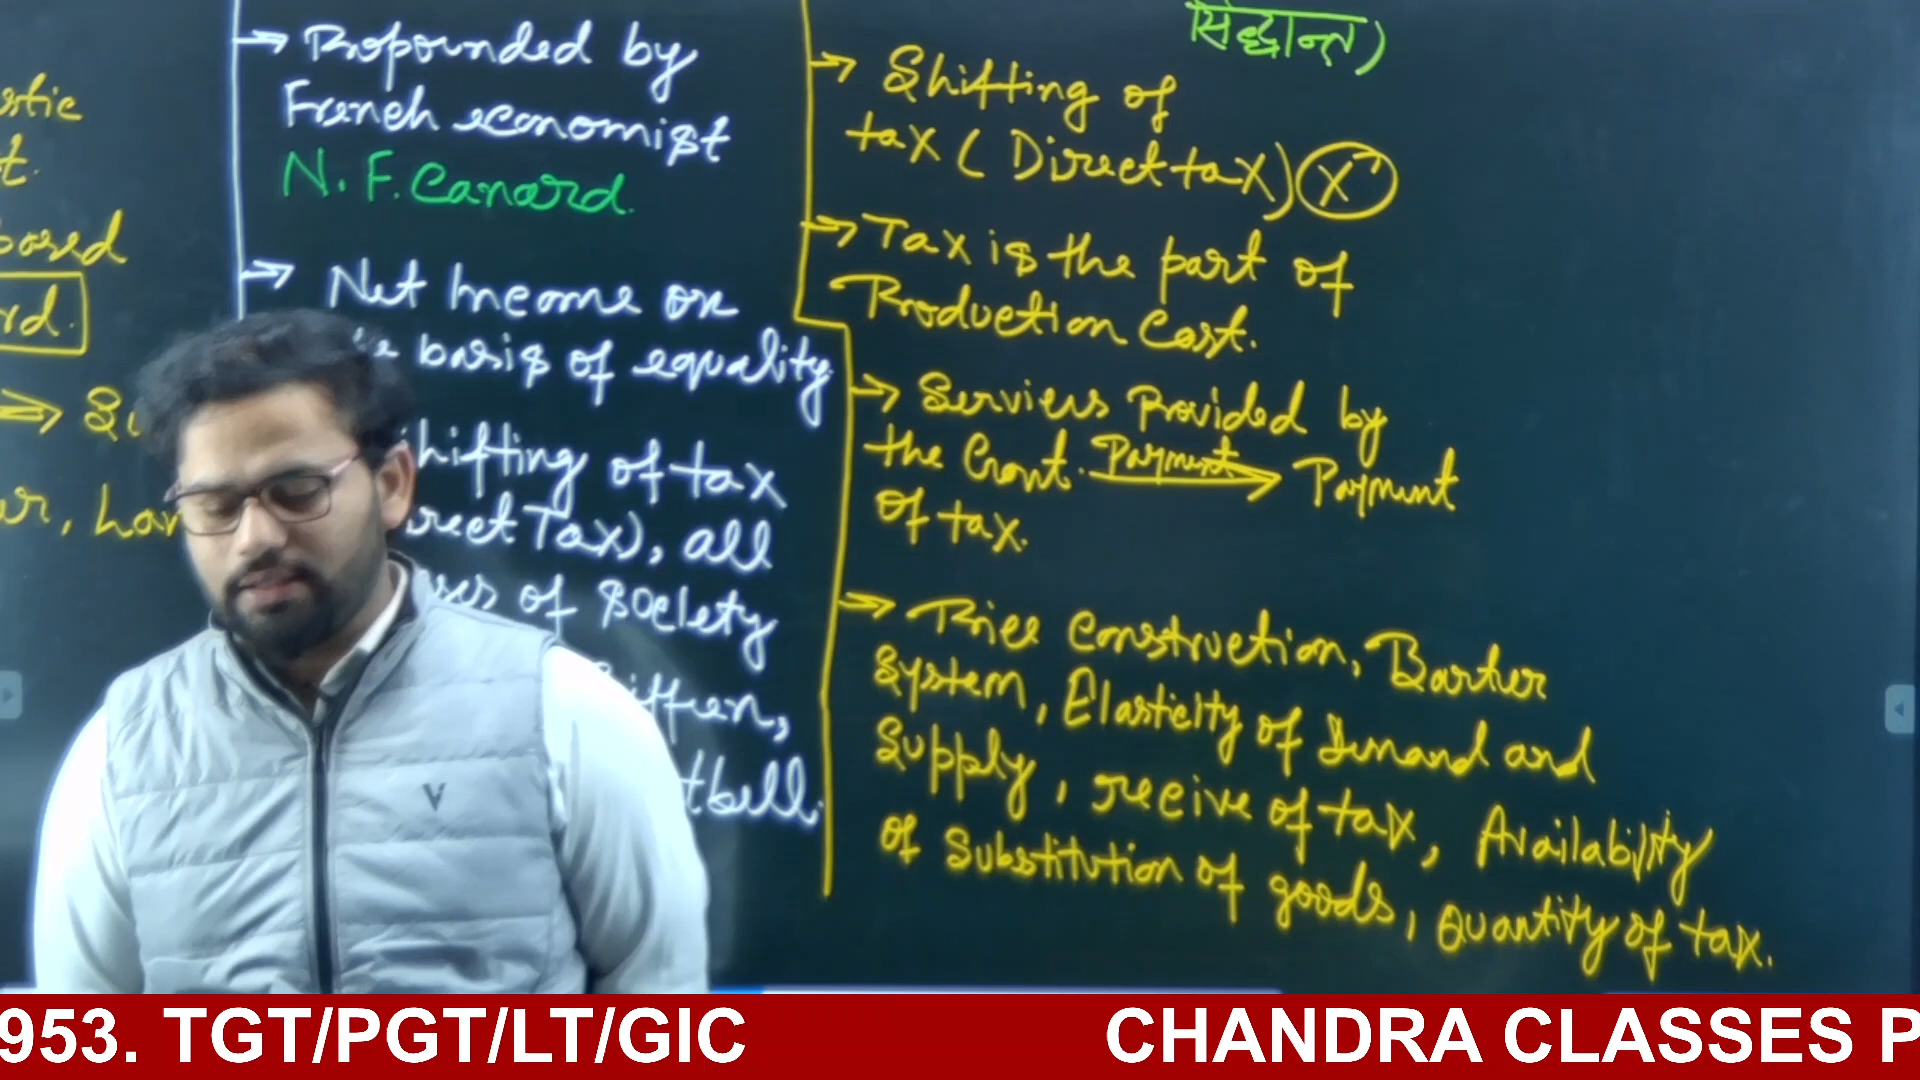 stic
t.
rd.
Propounded by
French economist
N. F. Canard.
Net Income on
basis of equality
hifting of tax
rect Tax), all
ses of Society
tbell.
सिद्धान्त)
Shifting of
tax (Direct tax) X
Tax is the part of
Production Cost.
Services Provided by
the Govt. Payment Payment
of tax.
Price Construction, Barter
System, Elasticity of Demand and
Supply, recive of tax, Availability
of Substitution of goods, Quantity of tax.
953. TGT/PGT/LT/GIC CHANDRA CLASSES P